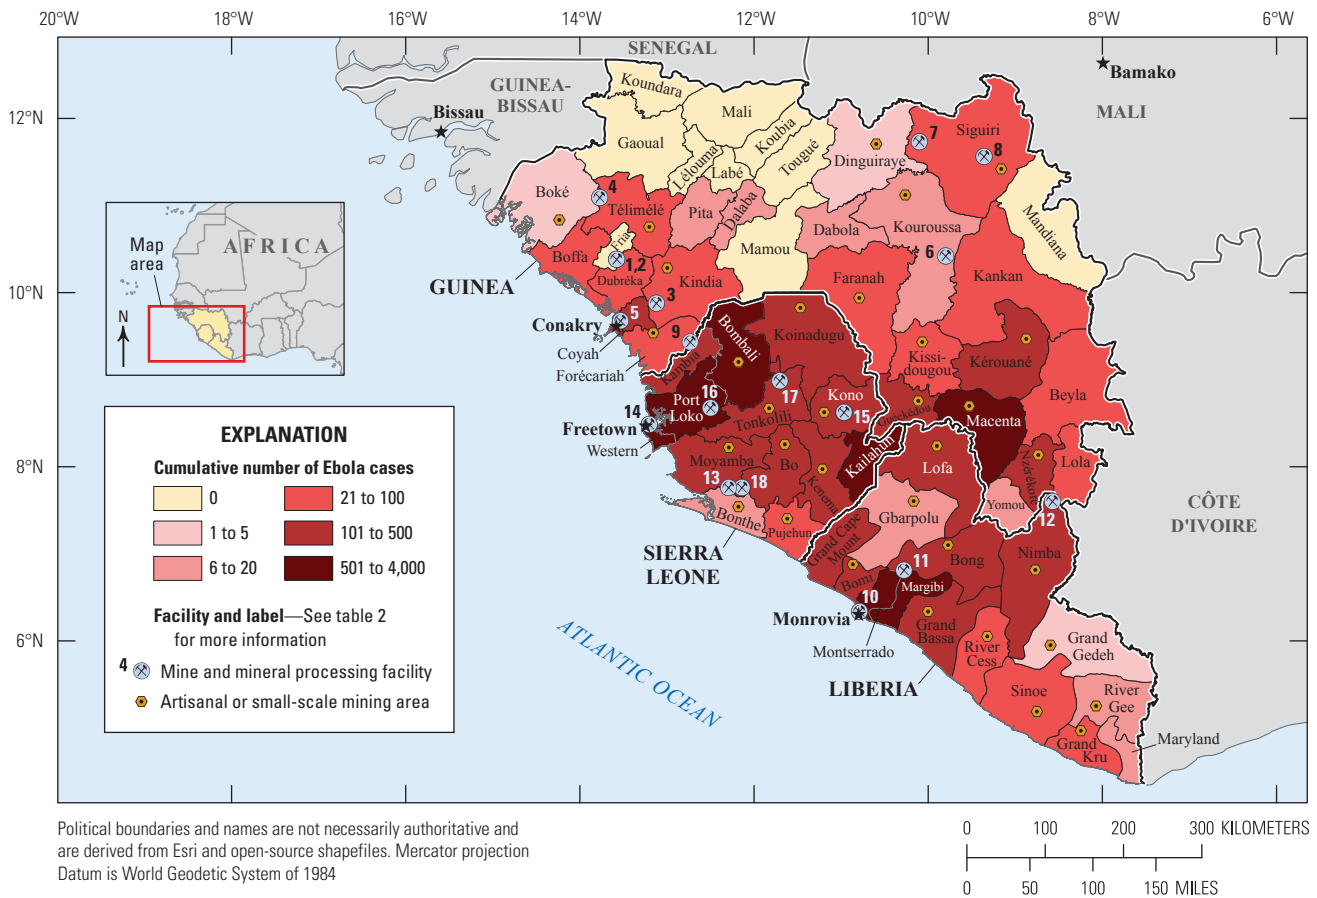 20°W
18°W
16°W
14°W
12°W
10°W
8°W
6°W
12°N
10°N
8°N
6°N
SENEGAL
GUINEA-
BISSAU
Bissau
Bamako
MALI
CÔTE
D'IVOIRE
Koundara
Mali
Gaoual
Koubia
Tougué
Lélouma
Labé
Dinguiraye
7
Siguiri
8
Boké
4
Télimélé
Pita
Dalaba
Dabola
Kouroussa
Mandiana
Mamou
6
Kankan
Faranah
Fria
Boffa
1,2
Dubréka
Kindia
3
GUINEA
5
Conakry
9
Coyah
Forécariah
Kissi-
dougou
Kérouané
Beyla
Guéckédou
Macenta
Nzérékoré
Lola
Yomou
12
Koinadugu
Bombali
Kambia
Port
Loko
16
17
Kono
15
Tonkolili
14
Freetown
Western
Kailahun
Moyamba
Bo
Kenema
13
18
Bonthe
Pujehun
SIERRA
LEONE
Lofa
Gbarpolu
Grand Cape
Mount
Bomi
11
Bong
Nimba
Margibi
10
Monrovia
Montserrado
Grand
Bassa
River
Cess
Grand
Gedeh
LIBERIA
Sinoe
River
Gee
Grand
Kru
Maryland
ATLANTIC OCEAN
Map
area
AFRICA
N
EXPLANATION
Cumulative number of Ebola cases
0
21 to 100
1 to 5
101 to 500
6 to 20
501 to 4,000
Facility and label—See table 2
for more information
4
Mine and mineral processing facility
Artisanal or small-scale mining area
Political boundaries and names are not necessarily authoritative and
are derived from Esri and open-source shapefiles. Mercator projection
Datum is World Geodetic System of 1984
0 100 200 300 KILOMETERS
0 50 100 150 MILES